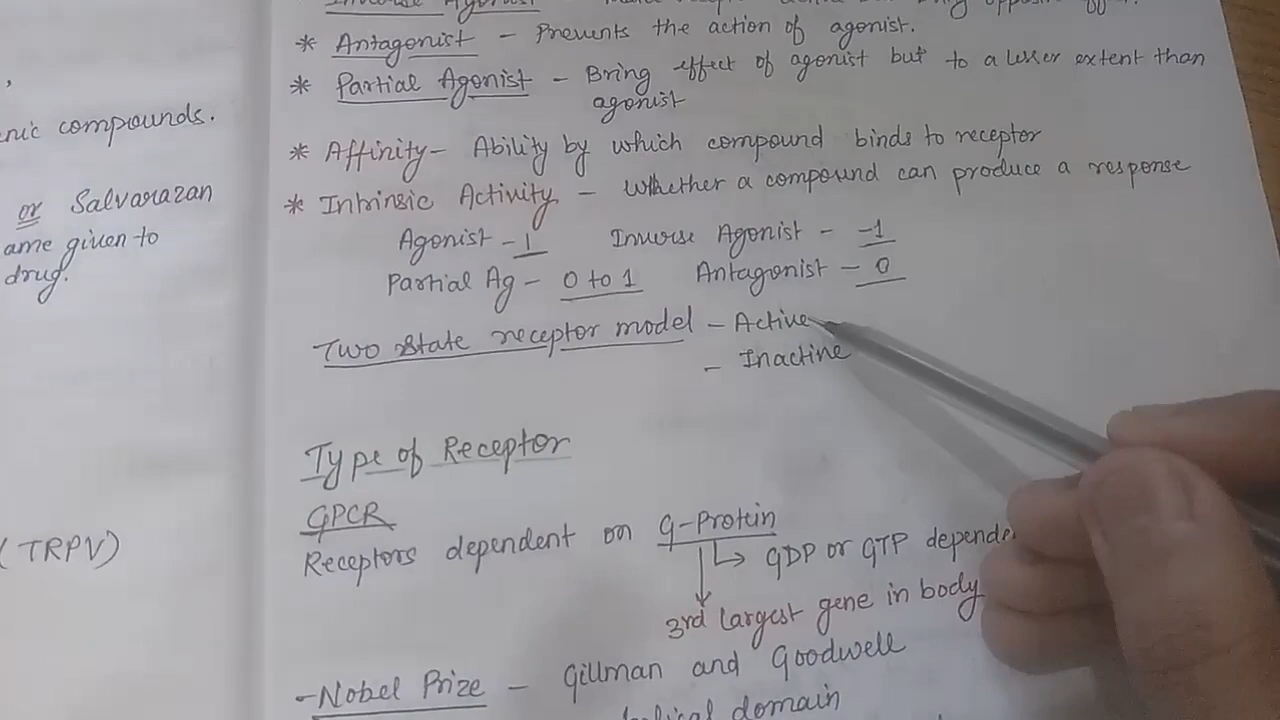 ,
nic compounds.
or Salvarazan
ame given to
drug.
(TRPV)
* Antagonist - Prevents the action of agonist.
* Partial Agonist - Bring effect of agonist but to a lesser extent than
agonist
* Affinity - Ability by which compound binds to receptor
* Intrinsic Activity - Whether a compound can produce a response
Agonist - 1 Inverse Agonist - -1
Partial Ag - 0 to 1 Antagonist - 0
Two state receptor model - Active
- Inactine
Type of Receptor
GPCR
Receptors dependent on G-Protein
GDP or GTP depende
3rd largest gene in body
- Nobel Prize - Gillman and Goodwell
domain